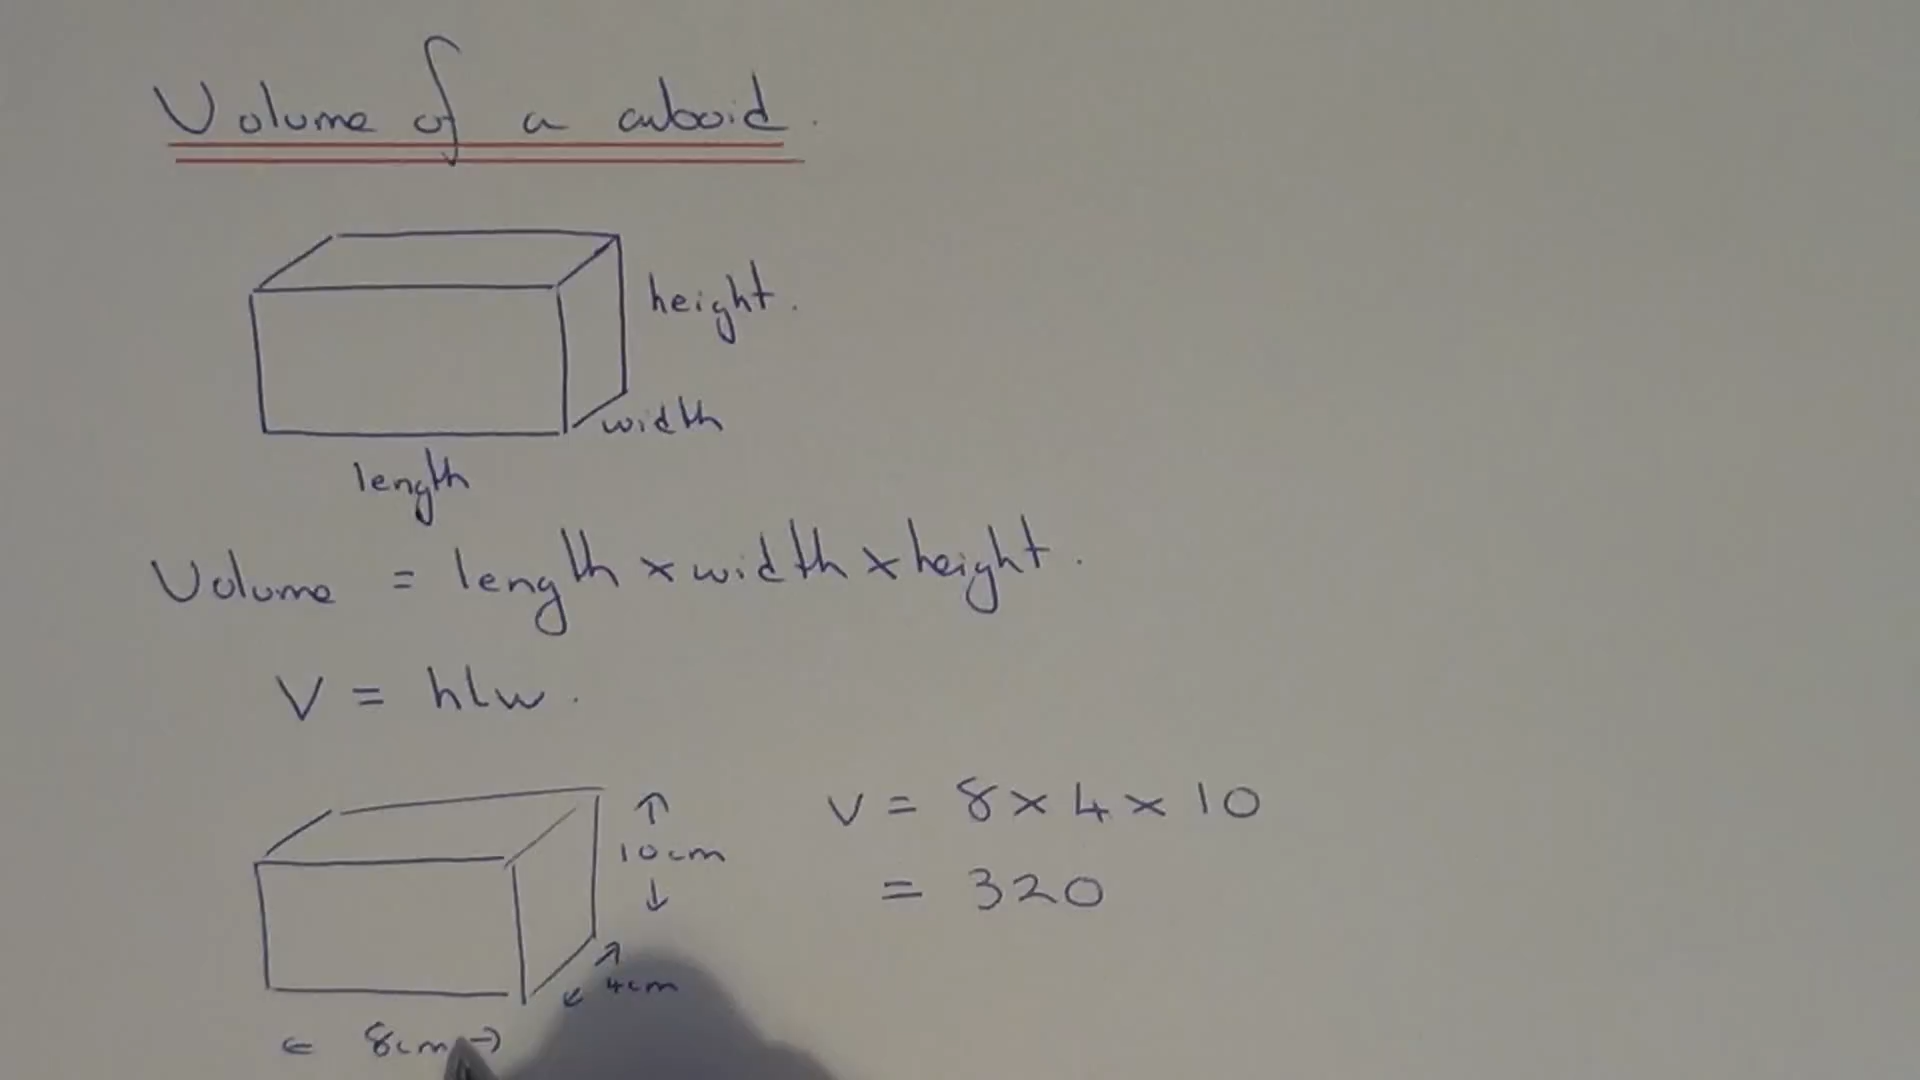 Volume of a cuboid.
height.
width
length
Volume = length × width × height.
V = hlw.
↑
10cm
↓
4cm
← 8cm →
V = 8 × 4 × 10
= 320